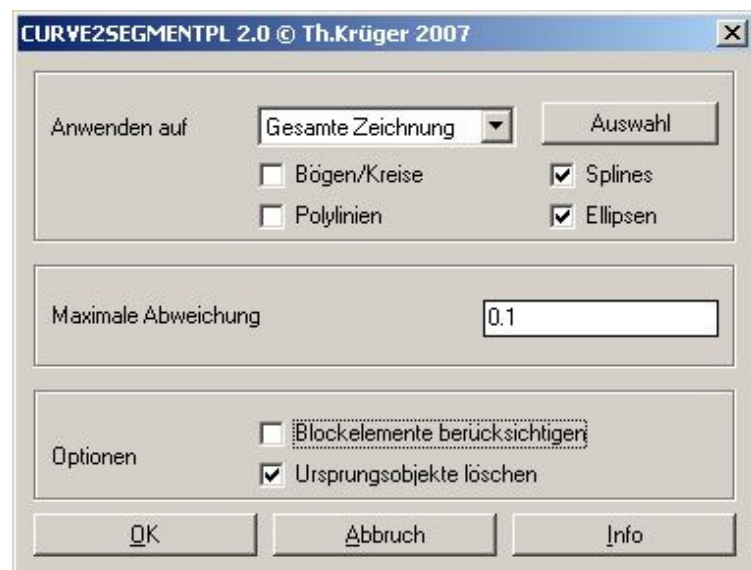 CURVE2SEGMENTPL 2.0 © Th.Krüger 2007
Anwenden auf
Gesamte Zeichnung
Auswahl
Bögen/Kreise
Splines
Polylinien
Ellipsen
Maximale Abweichung
0.1
Optionen
Blockelemente berücksichtigen
Ursprungsobjekte löschen
OK
Abbruch
Info